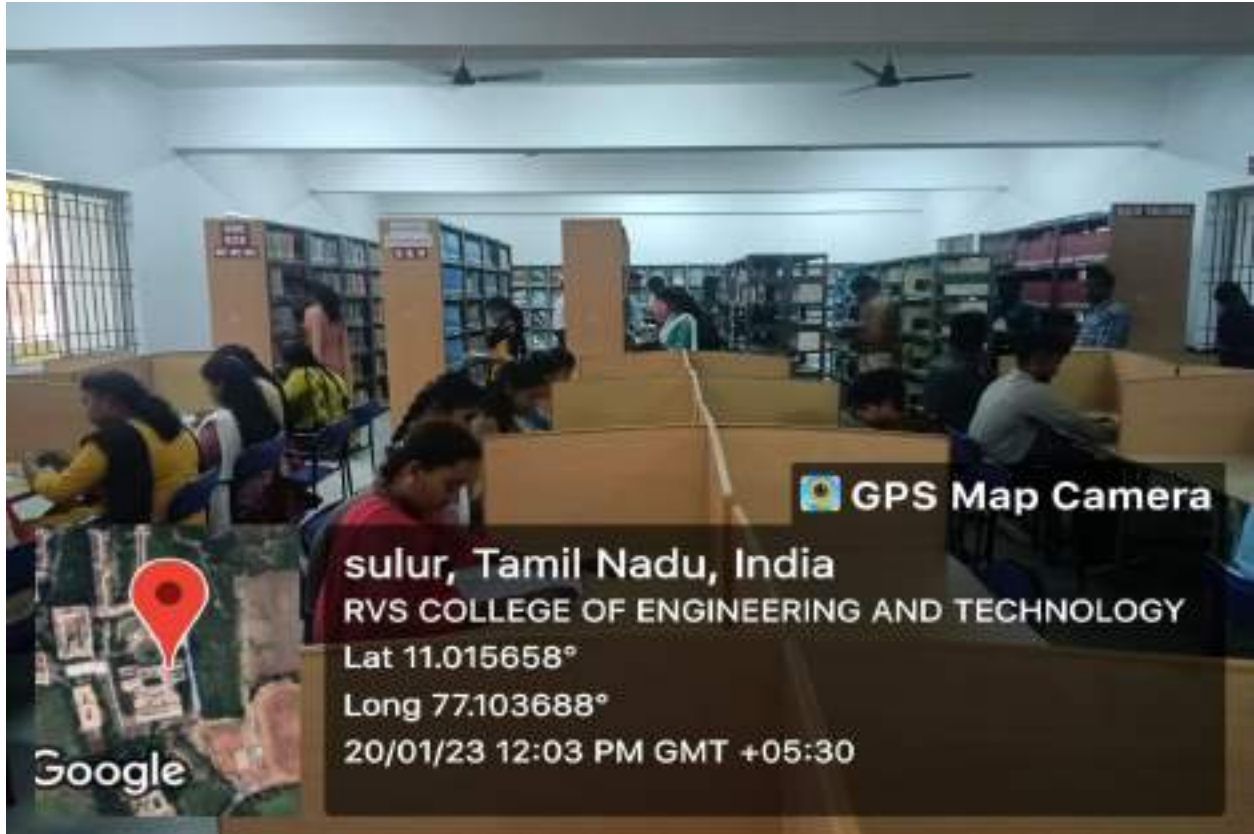 GPS Map Camera
sulur, Tamil Nadu, India
RVS COLLEGE OF ENGINEERING AND TECHNOLOGY
Lat 11.015658°
Long 77.103688°
20/01/23 12:03 PM GMT +05:30
Google